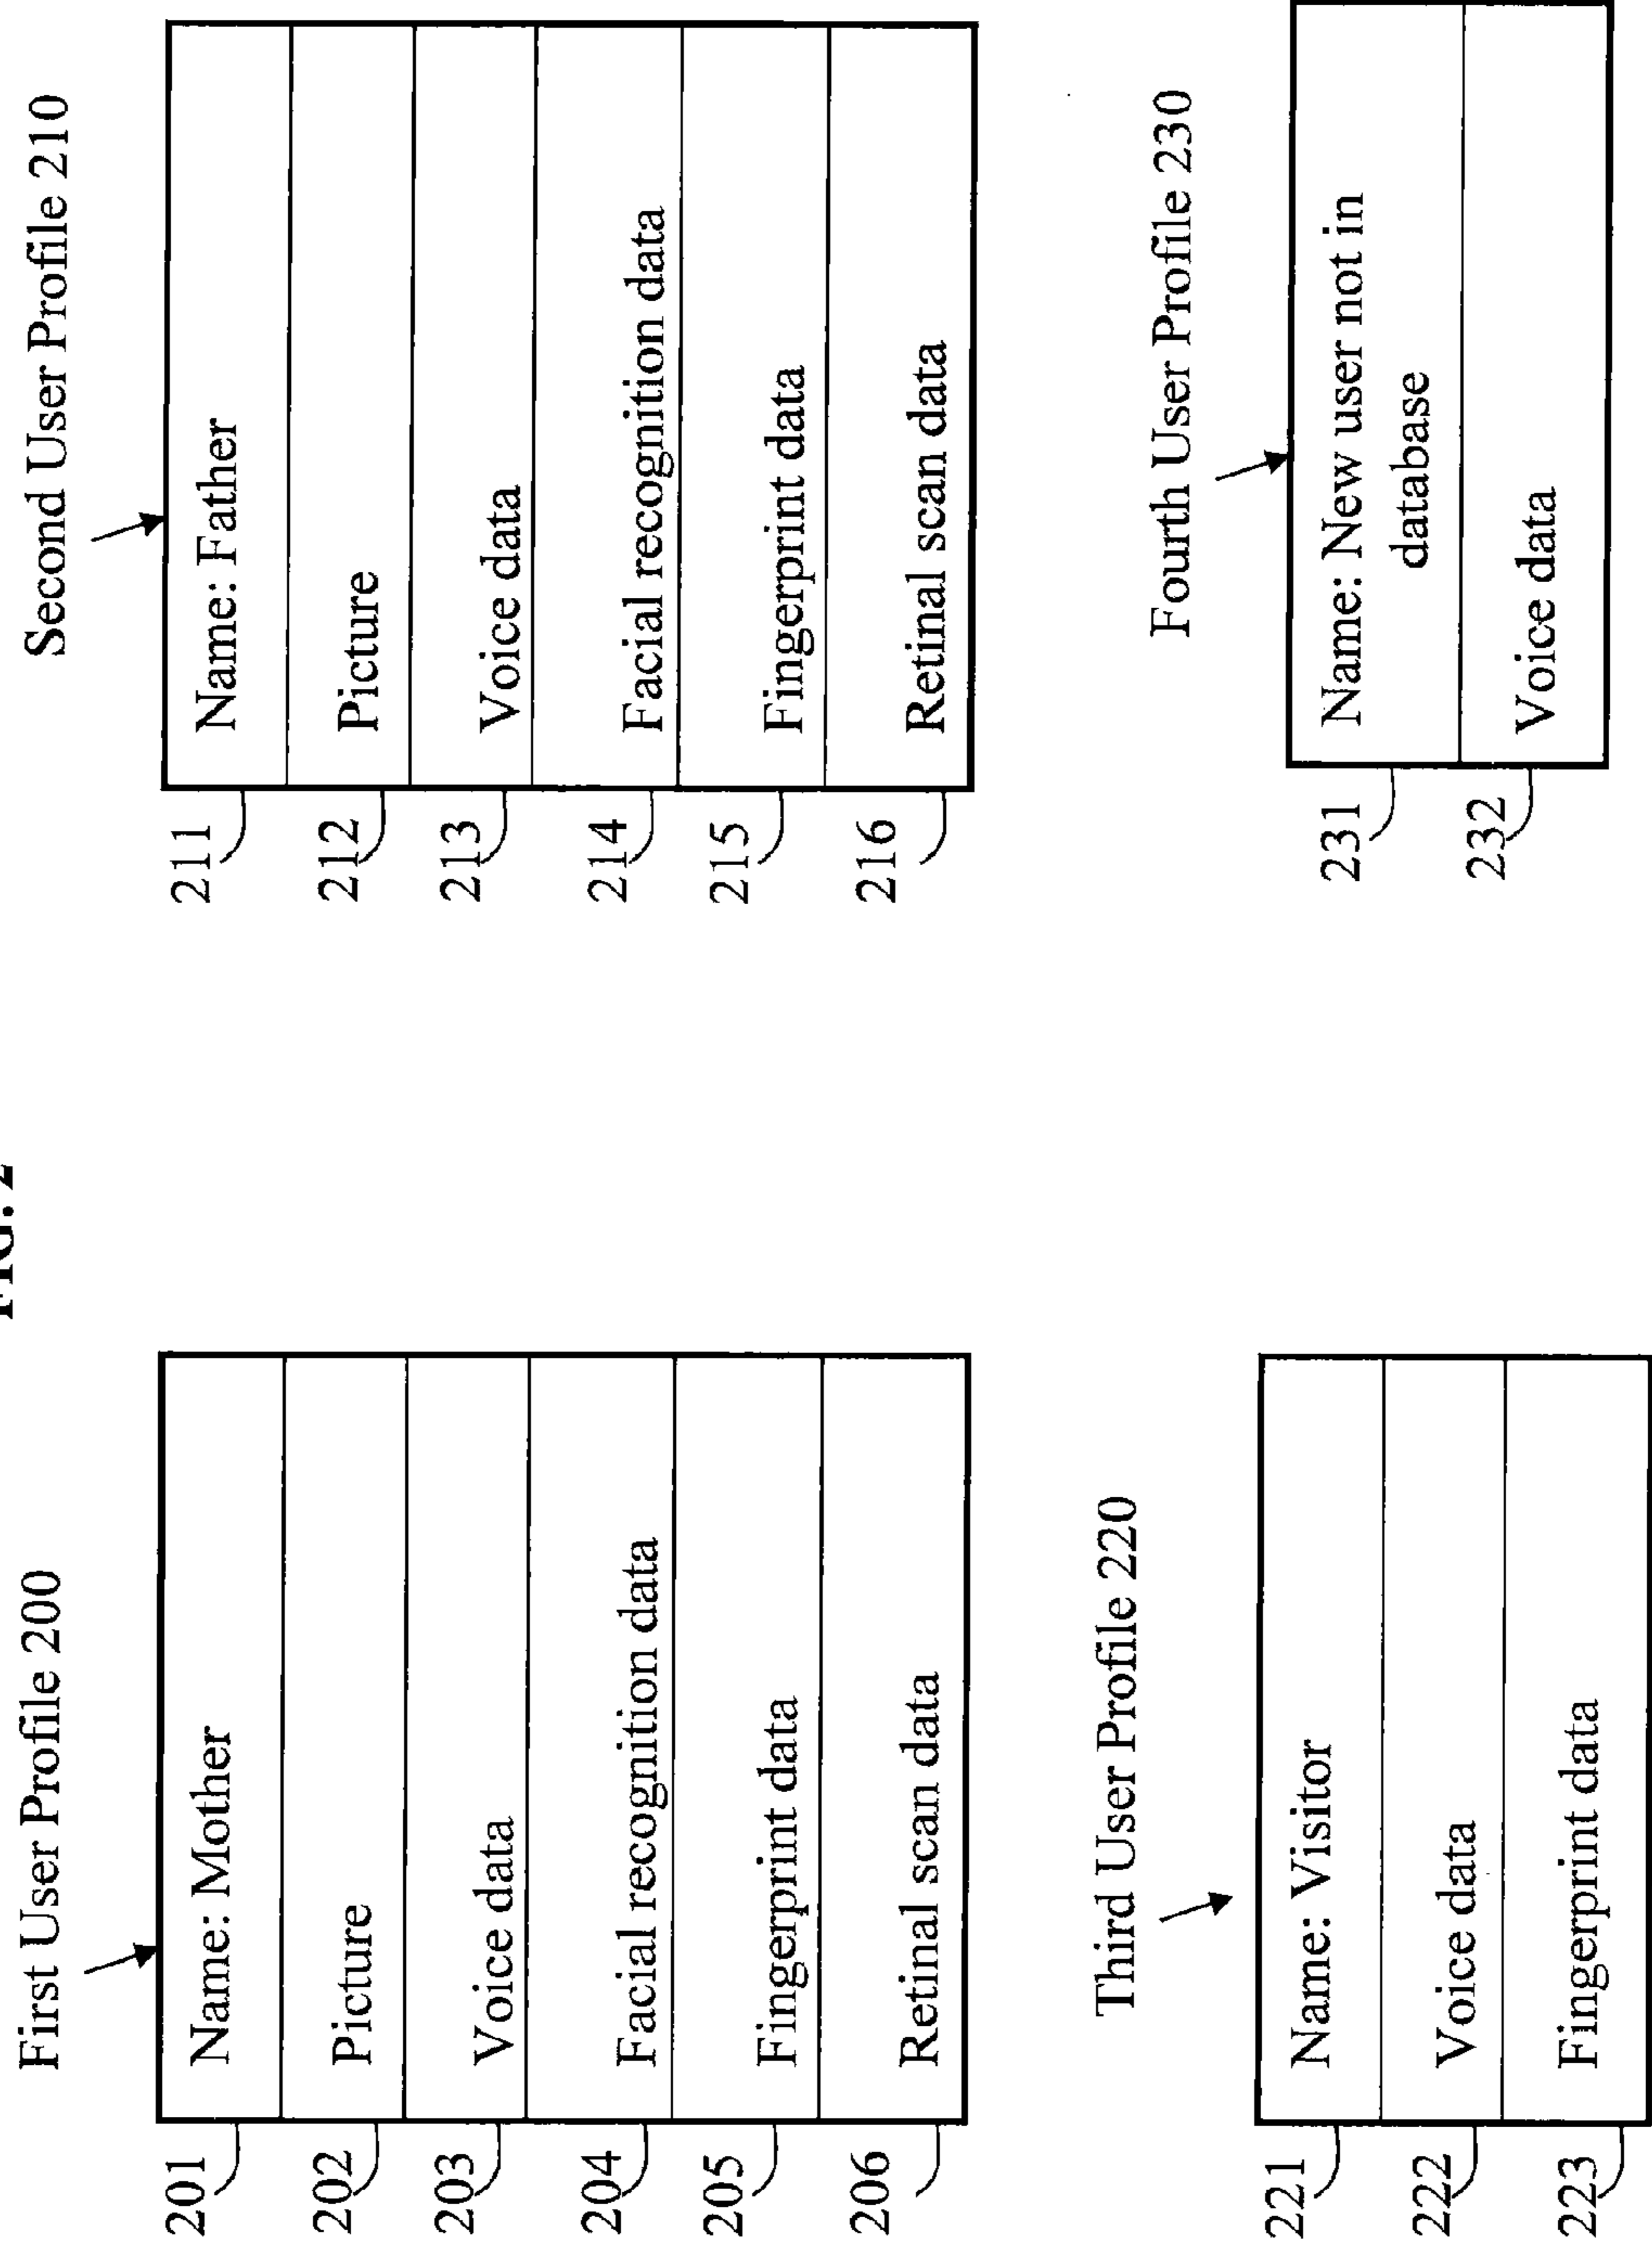 FIG. 2
First User Profile 200
201 Name: Mother
202 Picture
203 Voice data
204 Facial recognition data
205 Fingerprint data
206 Retinal scan data
Second User Profile 210
211 Name: Father
212 Picture
213 Voice data
214 Facial recognition data
215 Fingerprint data
216 Retinal scan data
Third User Profile 220
221 Name: Visitor
222 Voice data
223 Fingerprint data
Fourth User Profile 230
231 Name: New user not in
database
232 Voice data